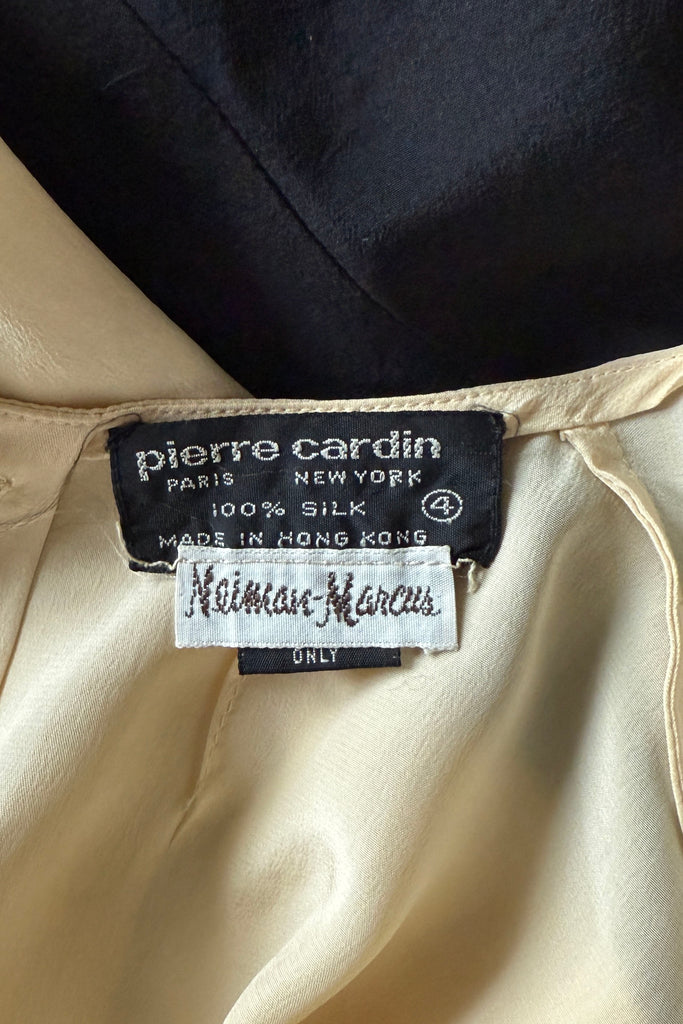 pierre cardin
PARIS NEW YORK
100% SILK 4
MADE IN HONG KONG
Neiman-Marcus
ONLY